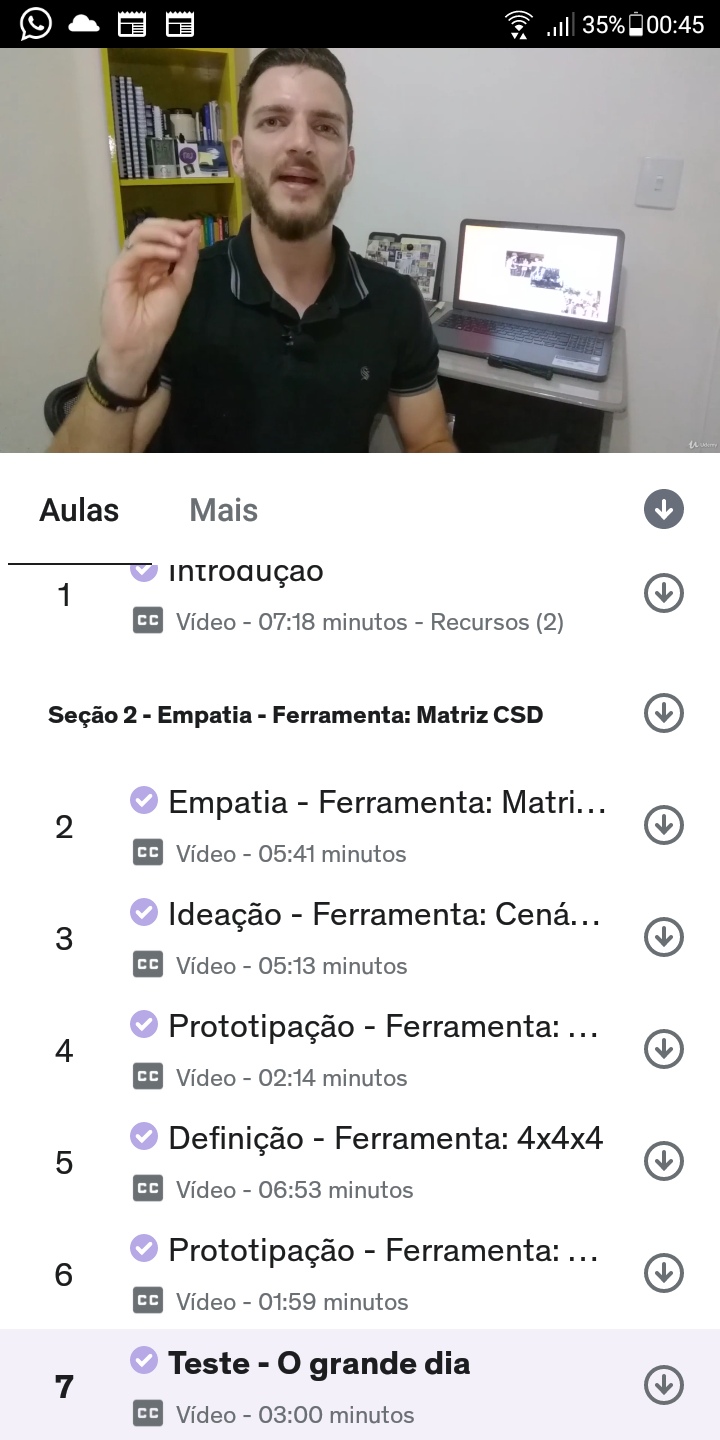 35% 00:45
Udemy
Aulas Mais
1 Introdução
CC Vídeo - 07:18 minutos - Recursos (2)
Seção 2 - Empatia - Ferramenta: Matriz CSD
2 Empatia - Ferramenta: Matri...
CC Vídeo - 05:41 minutos
3 Ideação - Ferramenta: Cená...
CC Vídeo - 05:13 minutos
4 Prototipação - Ferramenta: ...
CC Vídeo - 02:14 minutos
5 Definição - Ferramenta: 4x4x4
CC Vídeo - 06:53 minutos
6 Prototipação - Ferramenta: ...
CC Vídeo - 01:59 minutos
7 Teste - O grande dia
CC Vídeo - 03:00 minutos